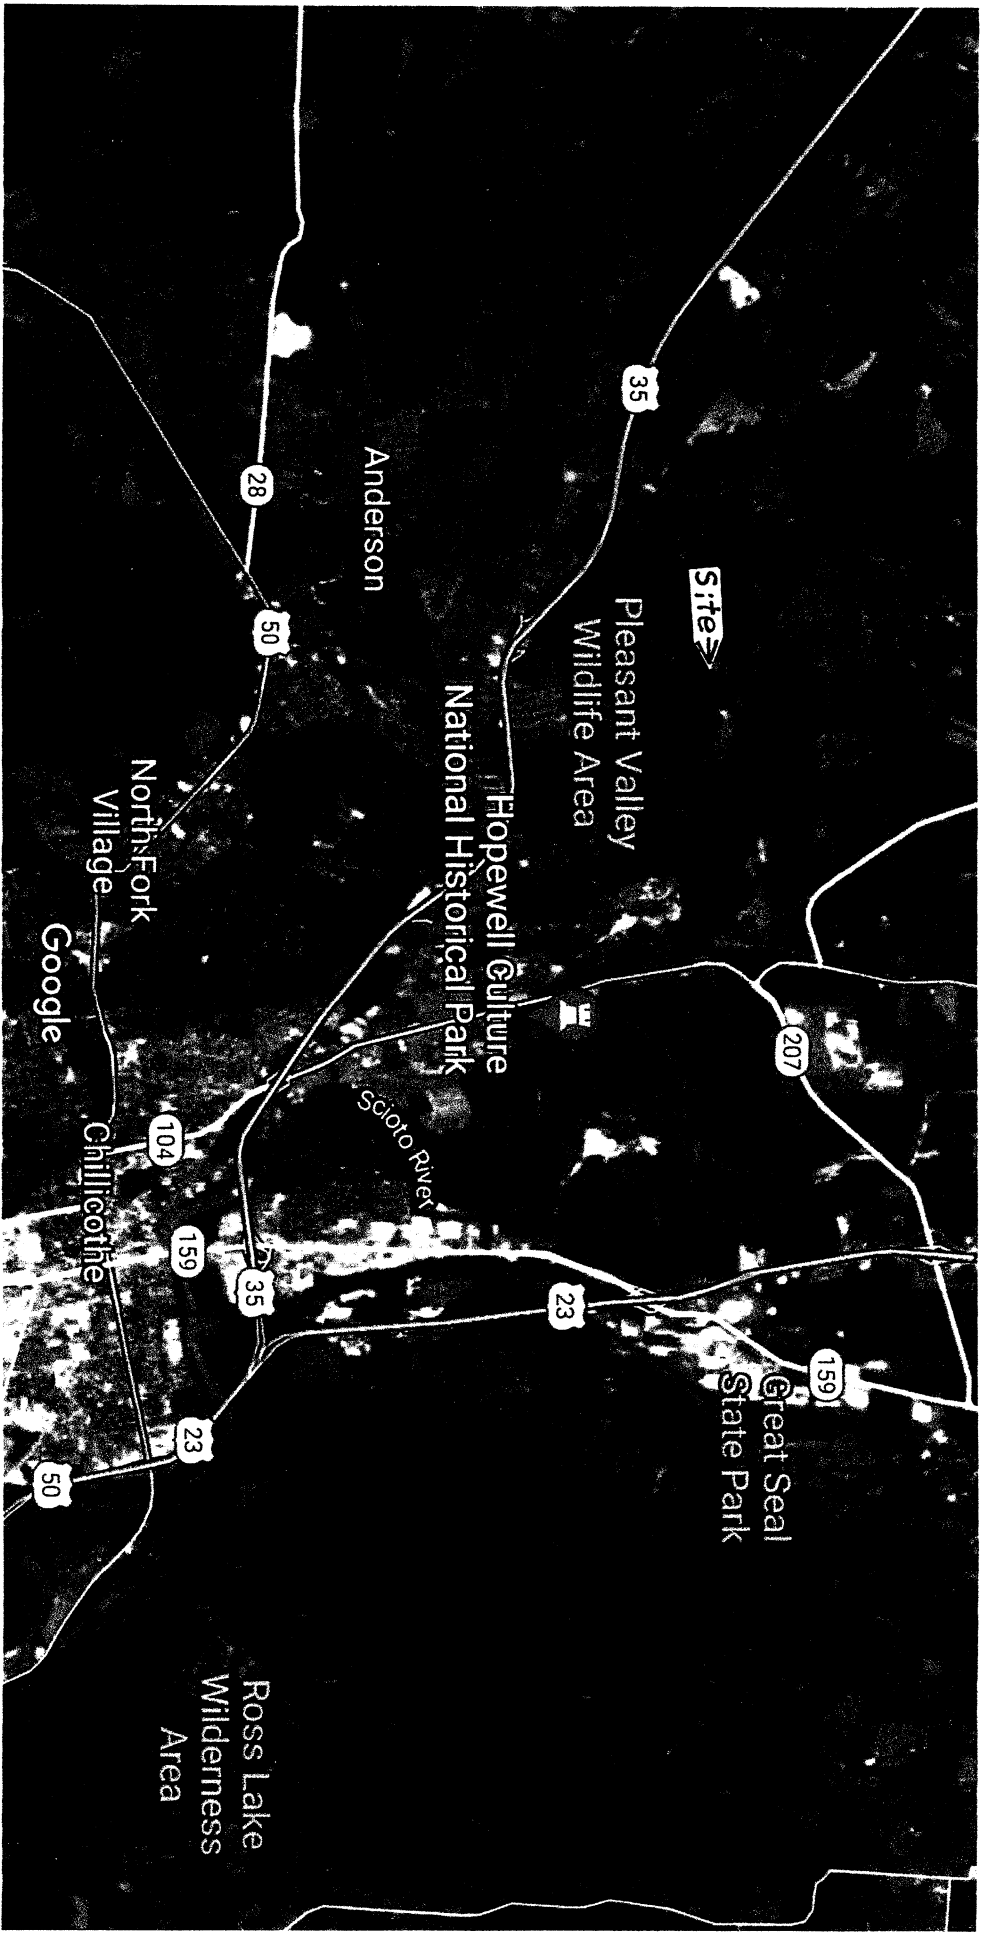 35
Site→
Pleasant Valley
Wildlife Area
Anderson
28
50
Hopewell Culture
National Historical Park
North Fork
Village
Google
207
Scioto River
104
Chillicothe
159
35
23
159
Great Seal
State Park
23
50
Ross Lake
Wilderness
Area